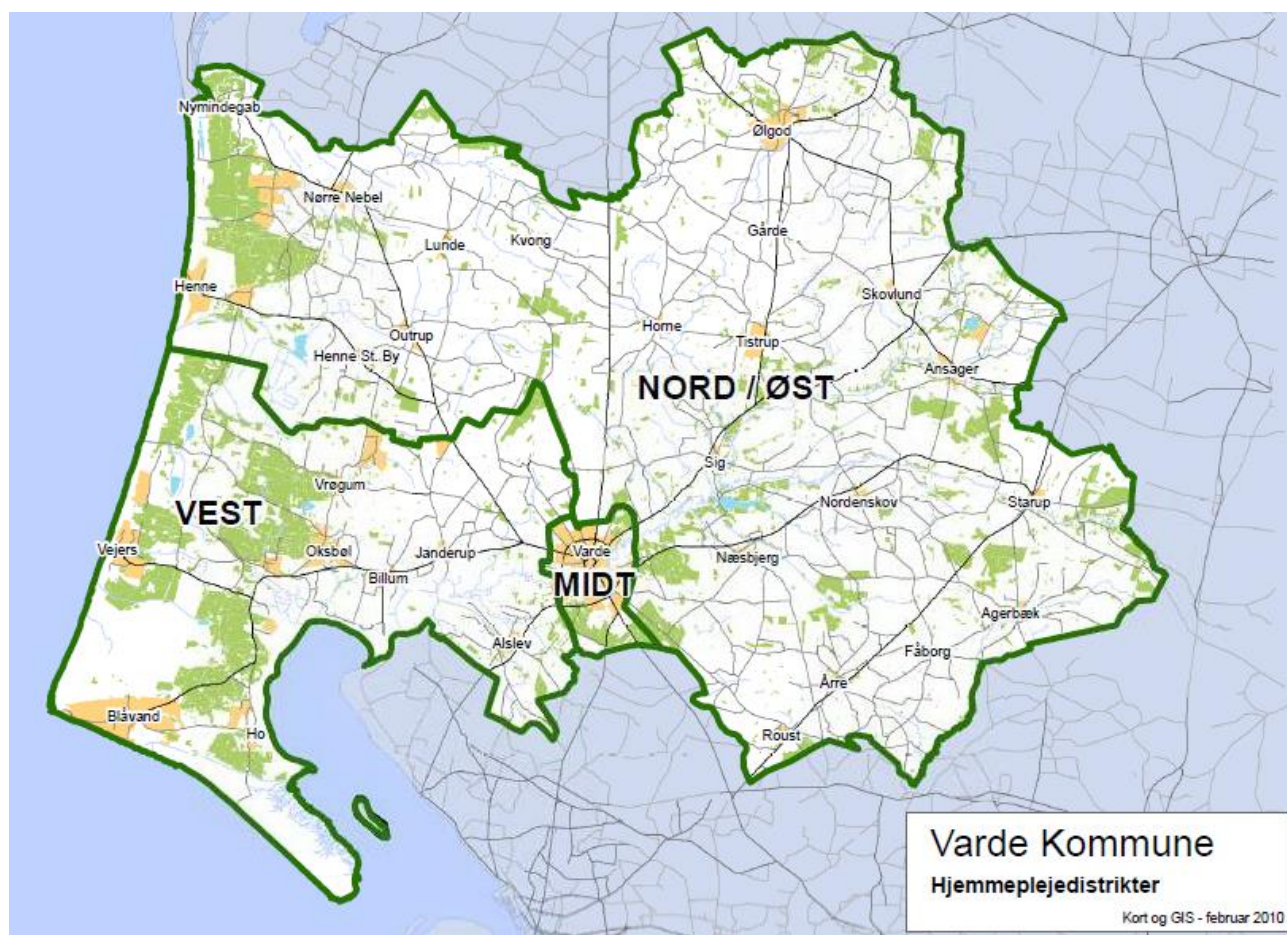 Nymindegab
Ølgod
Nørre Nebel
Gårde
Lunde
Kvong
Henne
Skovlund
Horne
Outrup
Tistrup
Henne St. By
Ansager
NORD / ØST
Sig
Vrøgum
Nordenskov
Starup
VEST
Vejers
Oksbøl
Janderup
Varde
Næsbjerg
Billum
MIDT
Agerbæk
Alslev
Fåborg
Årre
Blåvand
Ho
Roust
Varde Kommune
Hjemmeplejedistrikter
Kort og GIS - februar 2010